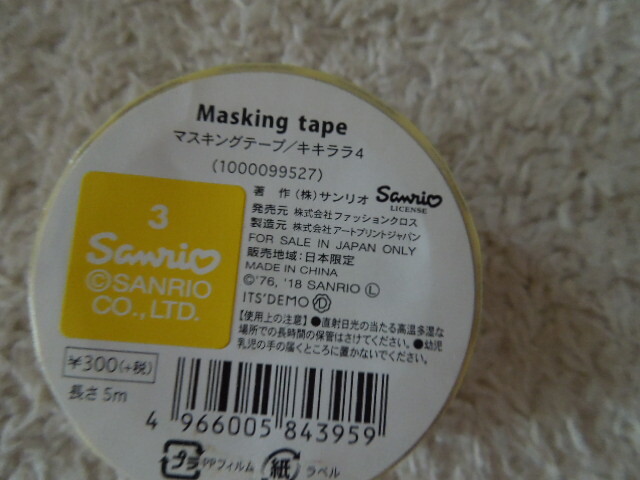 Masking tape
マスキングテープ/キキララ4
(1000099527)
3
Sanrio
©SANRIO
CO.,LTD.
著 作 (株)サンリオ Sanrio
LICENSE
発売元 株式会社ファッションクロス
製造元 株式会社アートプリントジャパン
FOR SALE IN JAPAN ONLY
販売地域:日本限定
MADE IN CHINA
©'76, '18 SANRIO Ⓛ
ITS'DEMO
【使用上の注意】●直射日光の当たる高温多湿な
場所での長時間の保管はさけてください。●幼児
乳児の手の届くところに置かないでください。
¥300(+税)
長さ5m
4 966005 843959
プラ PPフィルム 紙 ラベル